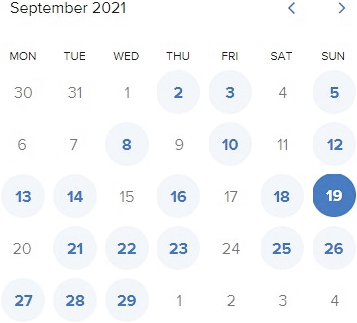 September 2021
MON TUE WED THU FRI SAT SUN
30 31 1 2 3 4 5
6 7 8 9 10 11 12
13 14 15 16 17 18 19
20 21 22 23 24 25 26
27 28 29 1 2 3 4